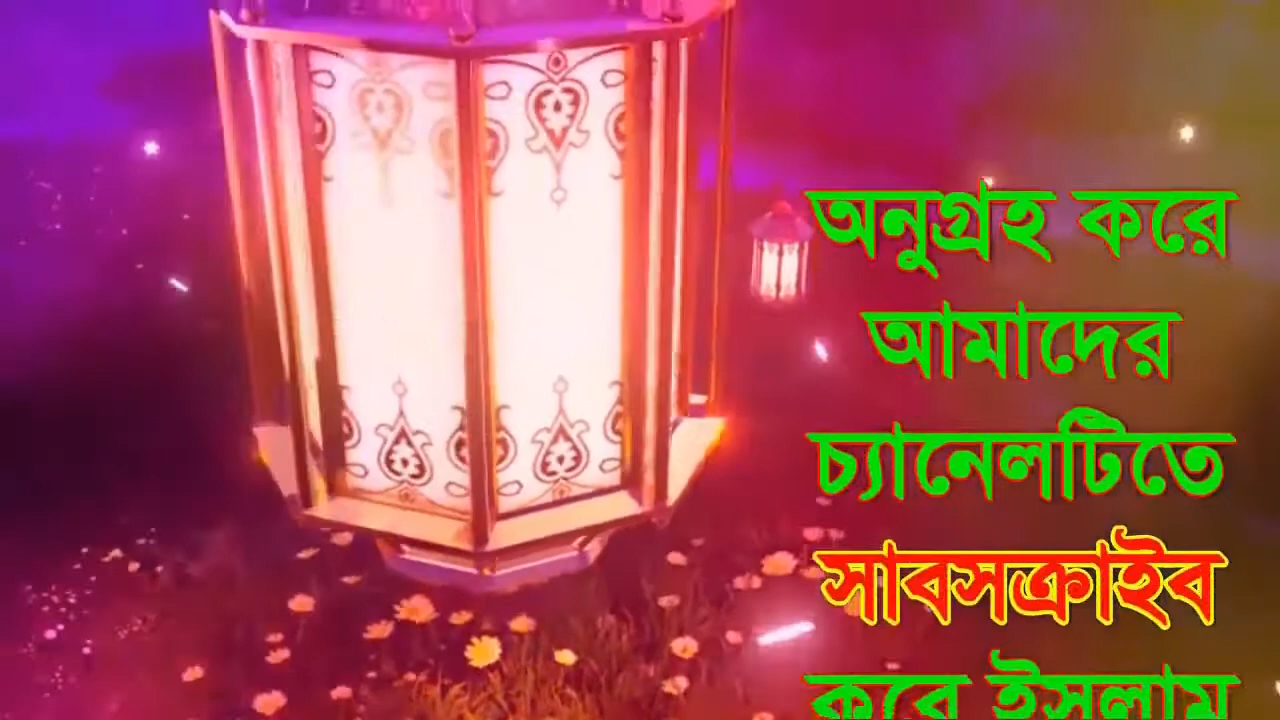 অনুগ্রহ করে
আমাদের
চ্যানেলটিতে
সাবসক্রাইব
করে ইসলাম